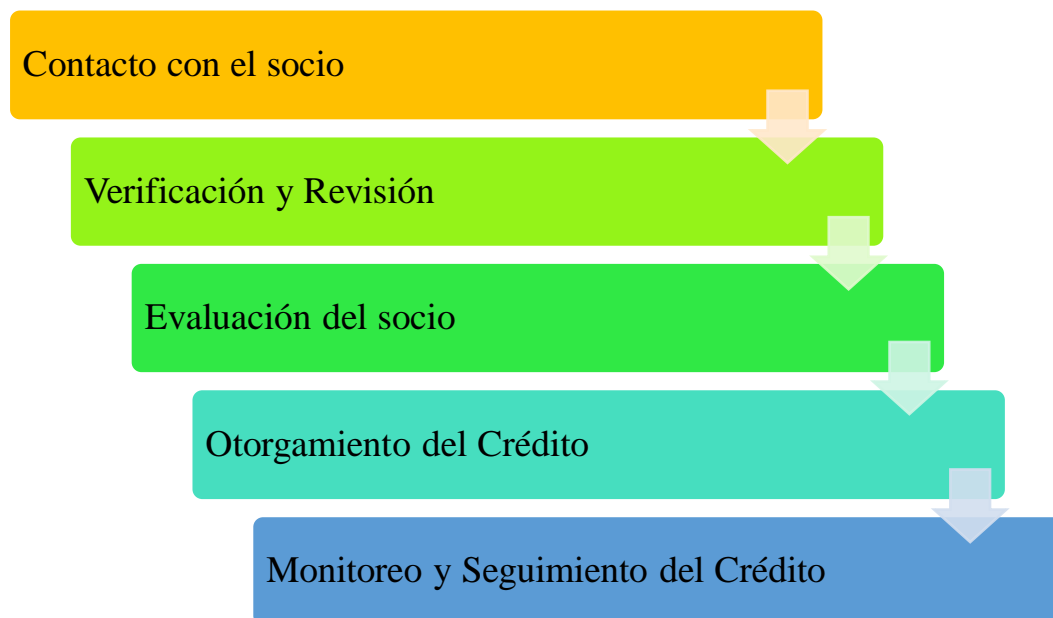 Contacto con el socio
Verificación y Revisión
Evaluación del socio
Otorgamiento del Crédito
Monitoreo y Seguimiento del Crédito